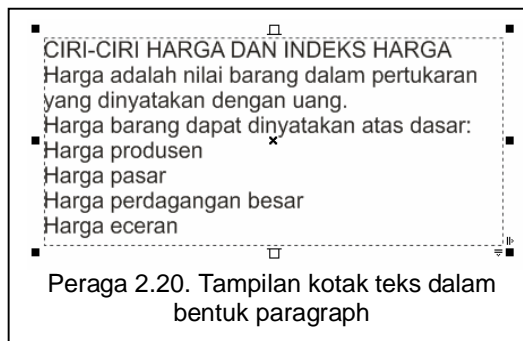 CIRI-CIRI HARGA DAN INDEKS HARGA
Harga adalah nilai barang dalam pertukaran
yang dinyatakan dengan uang.
Harga barang dapat dinyatakan atas dasar:
Harga produsen
Harga pasar
Harga perdagangan besar
Harga eceran
Peraga 2.20. Tampilan kotak teks dalam
bentuk paragraph